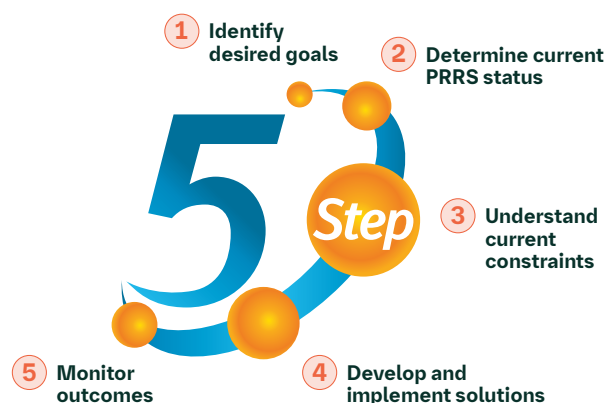 1 Identify
desired goals
2 Determine current
PRRS status
5 Step
3 Understand
current
constraints
4 Develop and
implement solutions
5 Monitor
outcomes